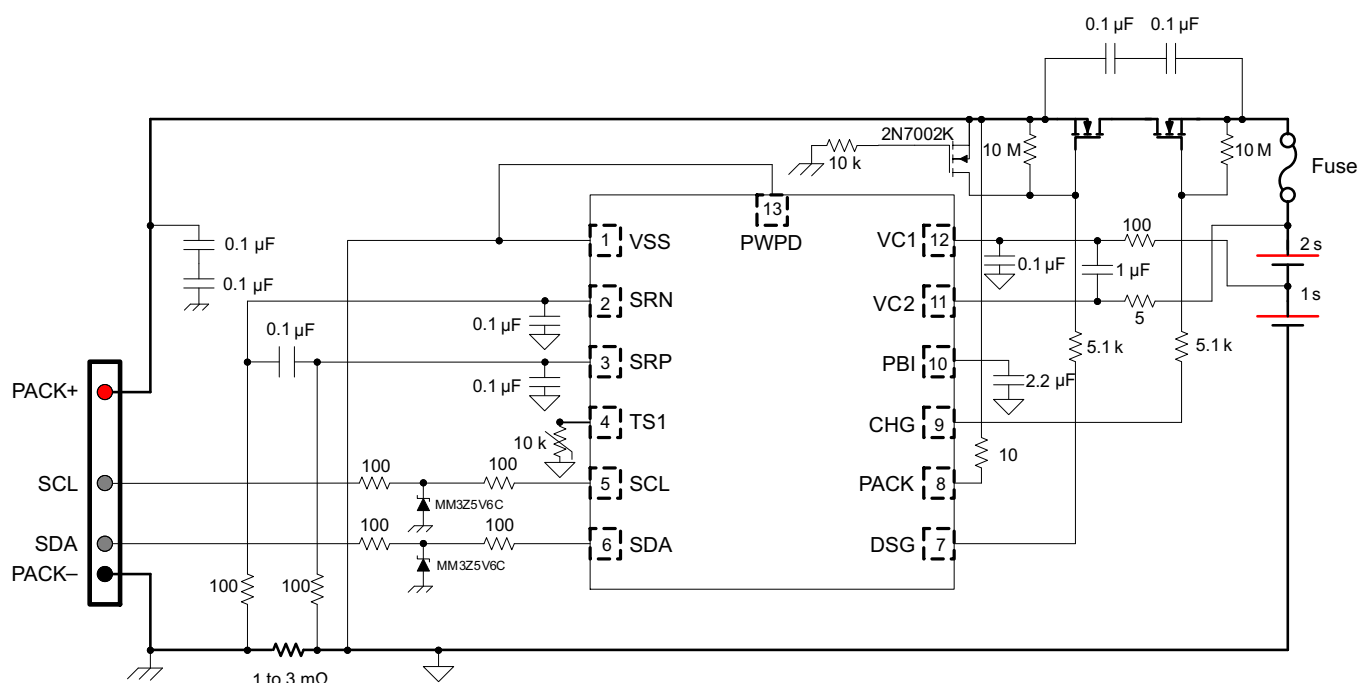 0.1 µF 0.1 µF
2N7002K
10 k
10 M
10 M
Fuse
13
PWPD
0.1 µF
0.1 µF
1 VSS
VC1 12
100
2 s
0.1 µF
1 µF
2 SRN
VC2 11
5
1 s
0.1 µF
0.1 µF
3 SRP
PBI 10
5.1 k
5.1 k
0.1 µF
2.2 µF
PACK+
4 TS1
CHG 9
10 k
10
SCL
100
100
5 SCL
PACK 8
MM3Z5V6C
SDA
100
100
6 SDA
DSG 7
MM3Z5V6C
PACK–
100
100
1 to 3 mΩ